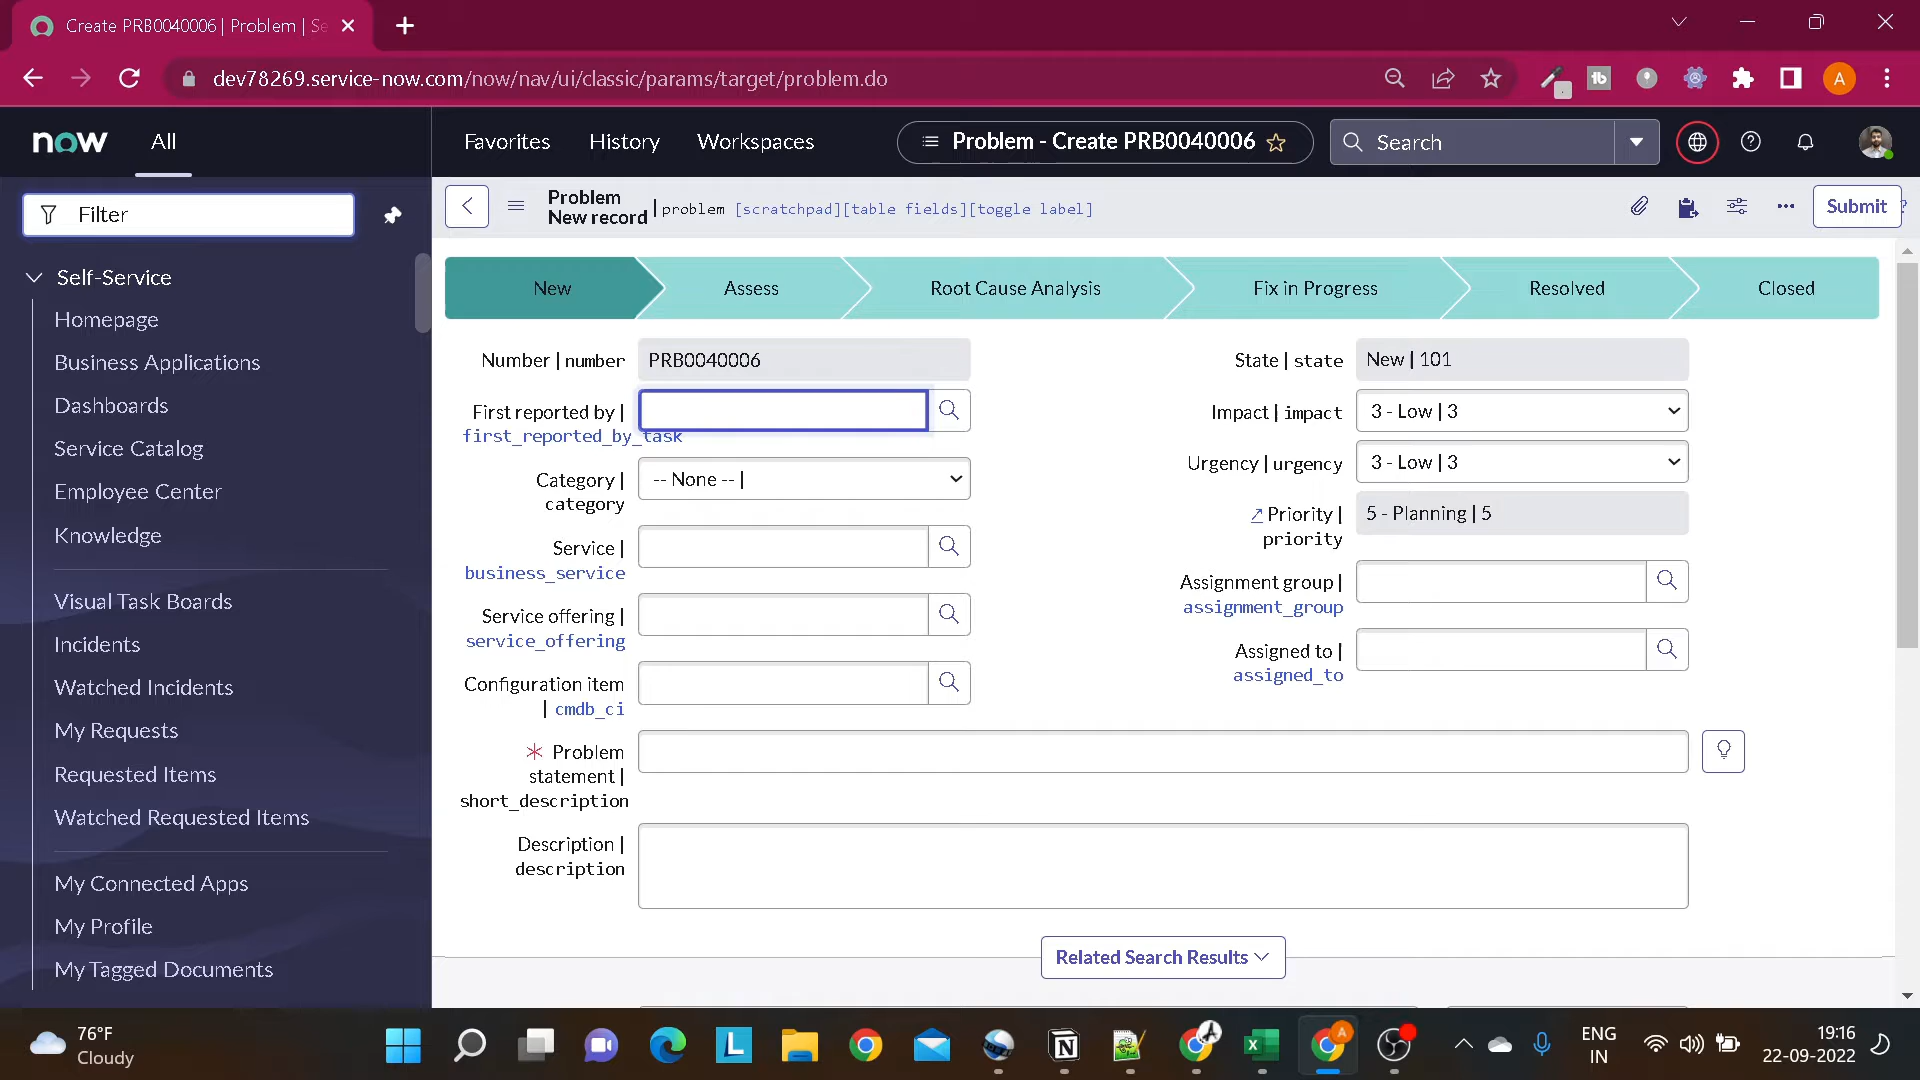 Create PRB0040006 | Problem | Se
dev78269.service-now.com/now/nav/ui/classic/params/target/problem.do
A
now
All
Favorites
History
Workspaces
Problem - Create PRB0040006
Search
Filter
Problem
New record | problem [scratchpad][table fields][toggle label]
Submit
?
Self-Service
Homepage
Business Applications
Dashboards
Service Catalog
Employee Center
Knowledge
Visual Task Boards
Incidents
Watched Incidents
My Requests
Requested Items
Watched Requested Items
My Connected Apps
My Profile
My Tagged Documents
New
Assess
Root Cause Analysis
Fix in Progress
Resolved
Closed
Number | number
PRB0040006
First reported by |
first_reported_by_task
Category |
category
-- None -- |
Service |
business_service
Service offering |
service_offering
Configuration item
| cmdb_ci
State | state
New | 101
Impact | impact
3 - Low | 3
Urgency | urgency
3 - Low | 3
Priority |
priority
5 - Planning | 5
Assignment group |
assignment_group
Assigned to |
assigned_to
Problem
statement |
short_description
Description |
description
Related Search Results
76°F
Cloudy
ENG
IN
19:16
22-09-2022